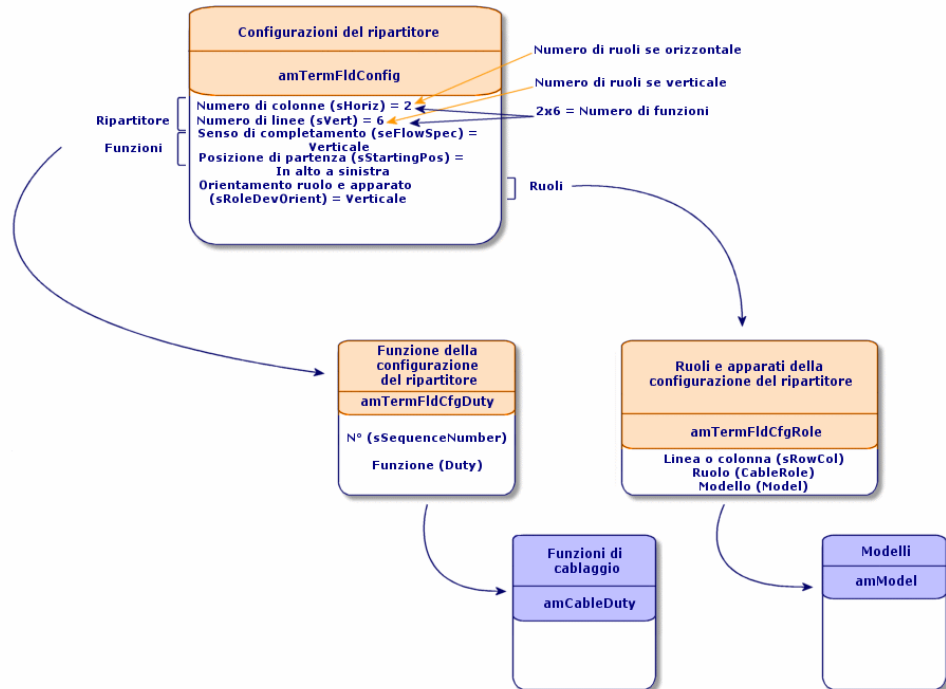 Configurazioni del ripartitore
amTermFldConfig
Numero di colonne (sHoriz) = 2
Numero di linee (sVert) = 6
Senso di completamento (seFlowSpec) =
Verticale
Posizione di partenza (sStartingPos) =
In alto a sinistra
Orientamento ruolo e apparato
(sRoleDevOrient) = Verticale
Numero di ruoli se orizzontale
Numero di ruoli se verticale
2x6 = Numero di funzioni
Ripartitore
Funzioni
Ruoli
Funzione della
configurazione
del ripartitore
amTermFldCfgDuty
N° (sSequenceNumber)
Funzione (Duty)
Ruoli e apparati della
configurazione del ripartitore
amTermFldCfgRole
Linea o colonna (sRowCol)
Ruolo (CableRole)
Modello (Model)
Funzioni di
cablaggio
amCableDuty
Modelli
amModel